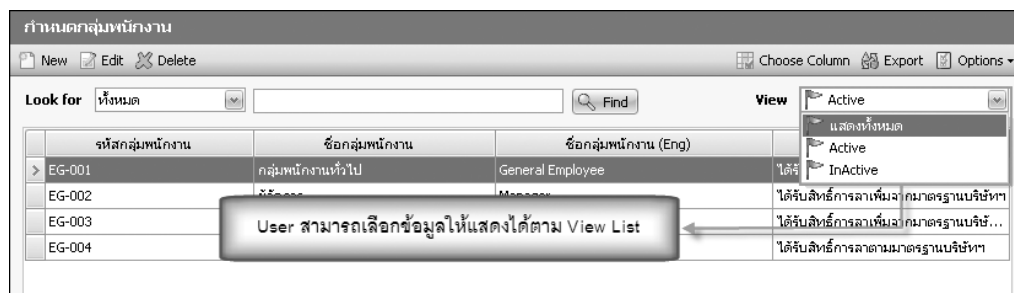 กำหนดกลุ่มพนักงาน
New Edit Delete Choose Column Export Options
Look for ทั้งหมด Find View Active
แสดงทั้งหมด
Active
InActive
รหัสกลุ่มพนักงาน ชื่อกลุ่มพนักงาน ชื่อกลุ่มพนักงาน (Eng)
EG-001 กลุ่มพนักงานทั่วไป General Employee
EG-002 Manager ได้รับสิทธิ์การลาเพิ่มจากมาตรฐานบริษัทฯ
EG-003 ได้รับสิทธิ์การลาเพิ่มจากมาตรฐานบริษั...
EG-004 ได้รับสิทธิ์การลาตามมาตรฐานบริษัทฯ
User สามารถเลือกข้อมูลให้แสดงได้ตาม View List